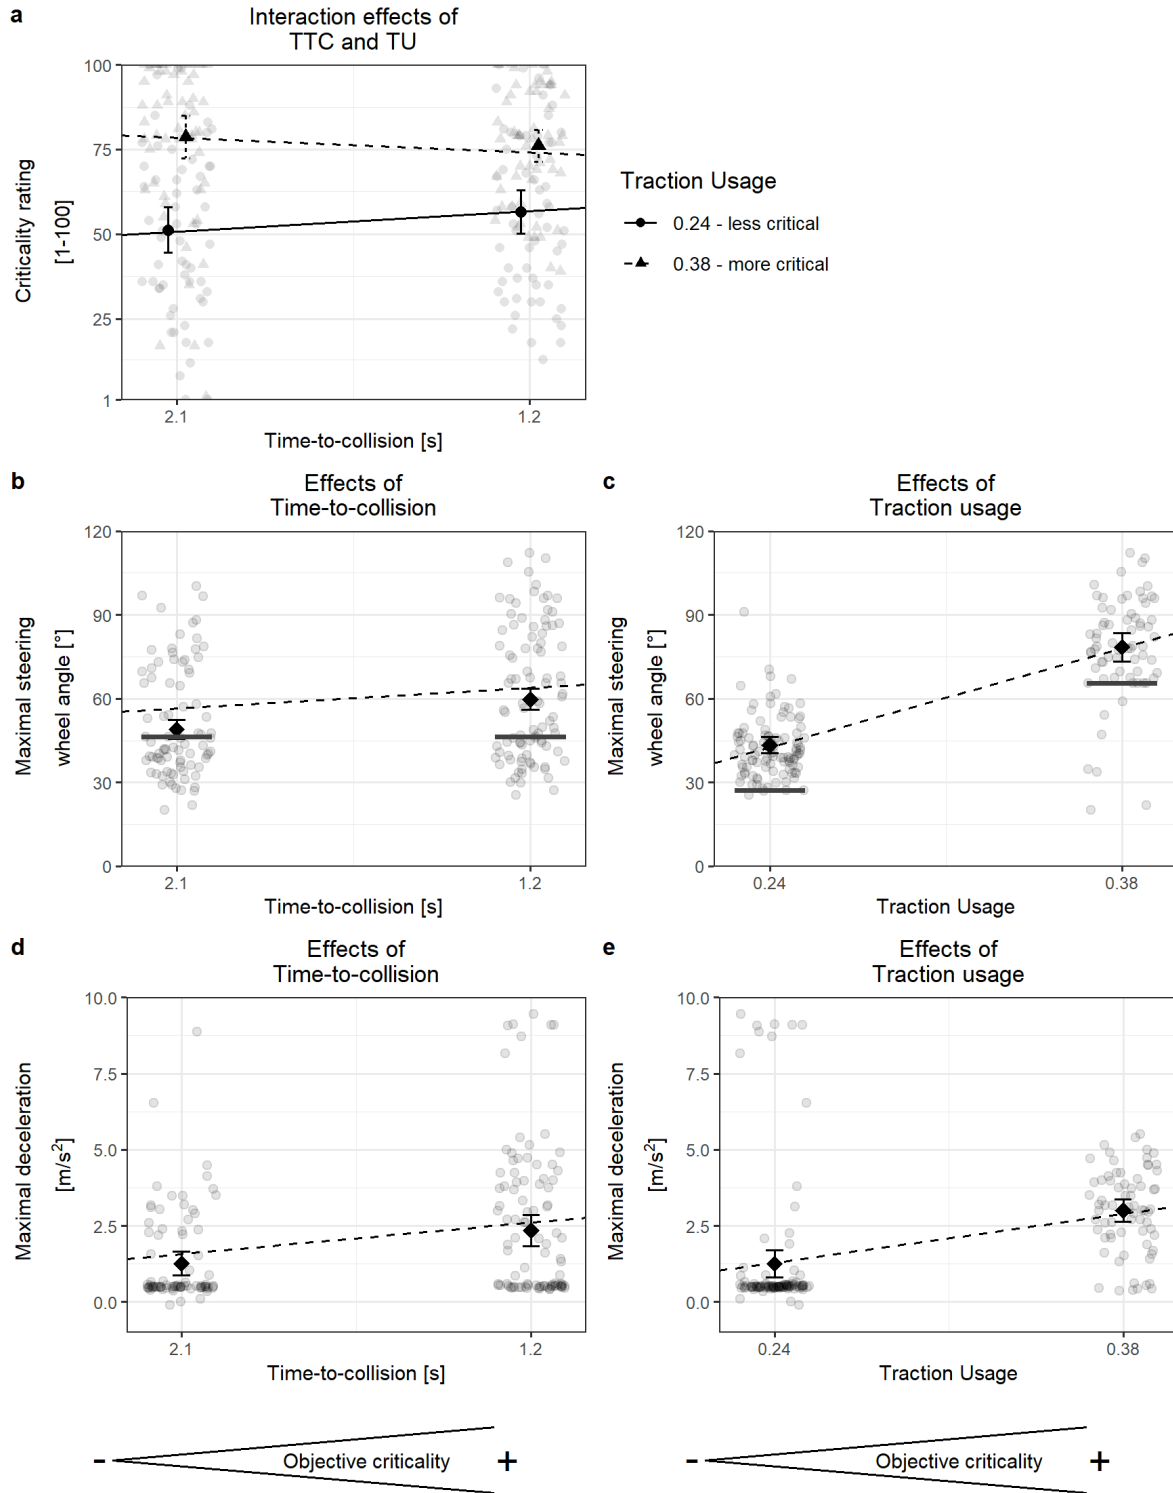 a
Interaction effects of
TTC and TU
100
75
50
25
1
Criticality rating
[1-100]
2.1
1.2
Time-to-collision [s]
Traction Usage
0.24 - less critical
0.38 - more critical
b
Effects of
Time-to-collision
120
90
60
30
0
Maximal steering
wheel angle [°]
2.1
1.2
Time-to-collision [s]
c
Effects of
Traction usage
120
90
60
30
0
Maximal steering
wheel angle [°]
0.24
0.38
Traction Usage
d
Effects of
Time-to-collision
10.0
7.5
5.0
2.5
0.0
Maximal deceleration
[m/s²]
2.1
1.2
Time-to-collision [s]
e
Effects of
Traction usage
10.0
7.5
5.0
2.5
0.0
Maximal deceleration
[m/s²]
0.24
0.38
Traction Usage
- Objective criticality +
- Objective criticality +